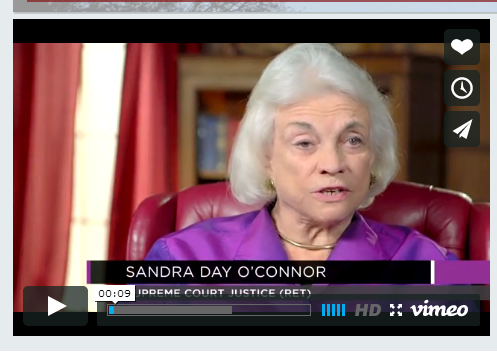 SANDRA DAY O'CONNOR
00:09
UPREME COURT JUSTICE (RET)
HD
vimeo